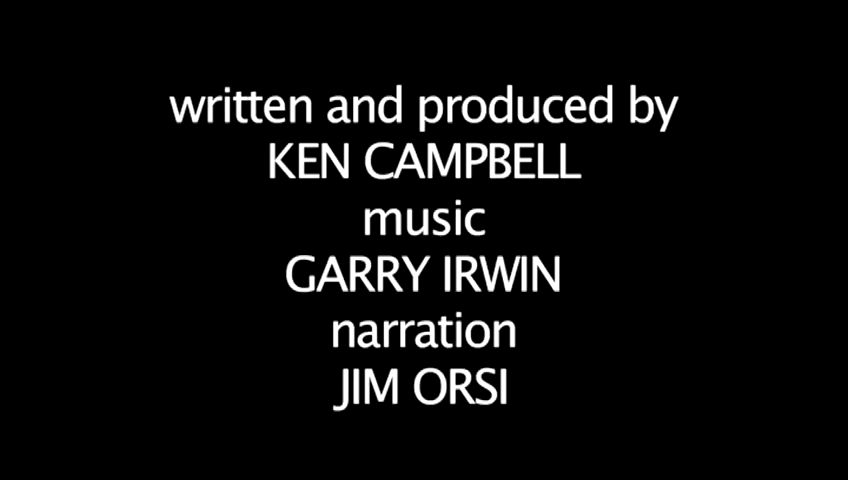 written and produced by
KEN CAMPBELL
music
GARRY IRWIN
narration
JIM ORSI